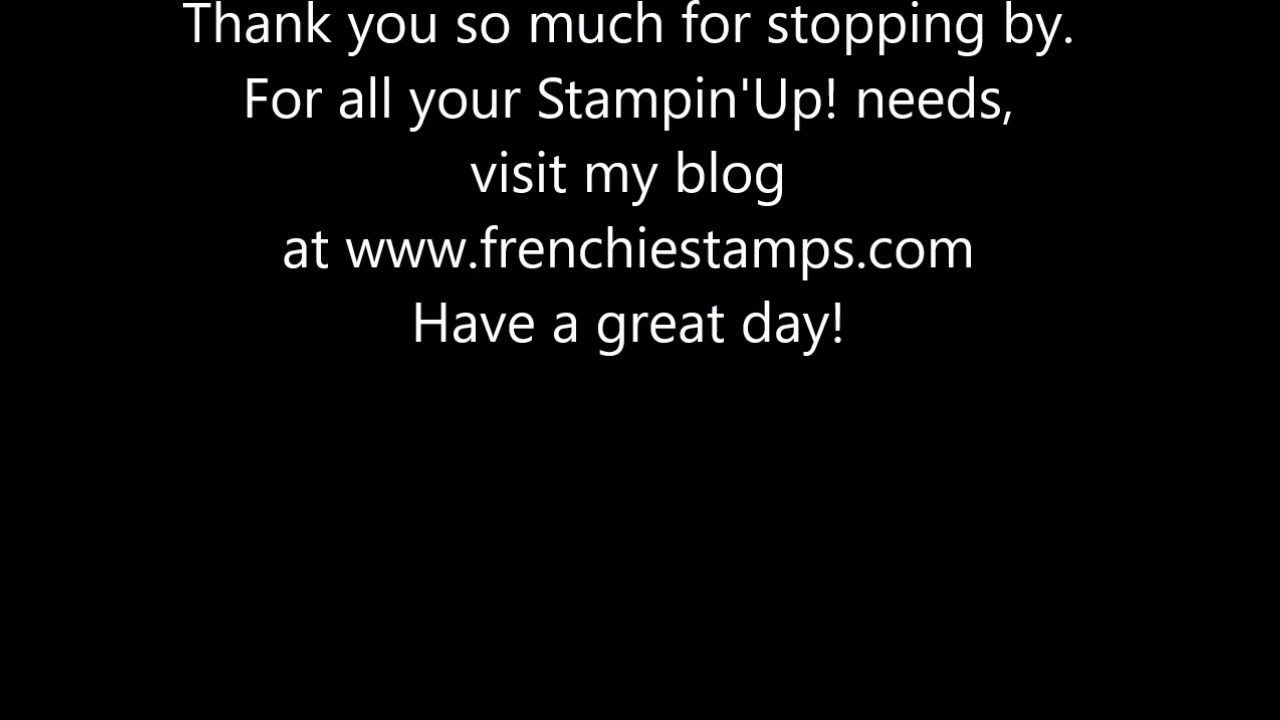 Thank you so much for stopping by.
For all your Stampin'Up! needs,
visit my blog
at www.frenchiestamps.com
Have a great day!